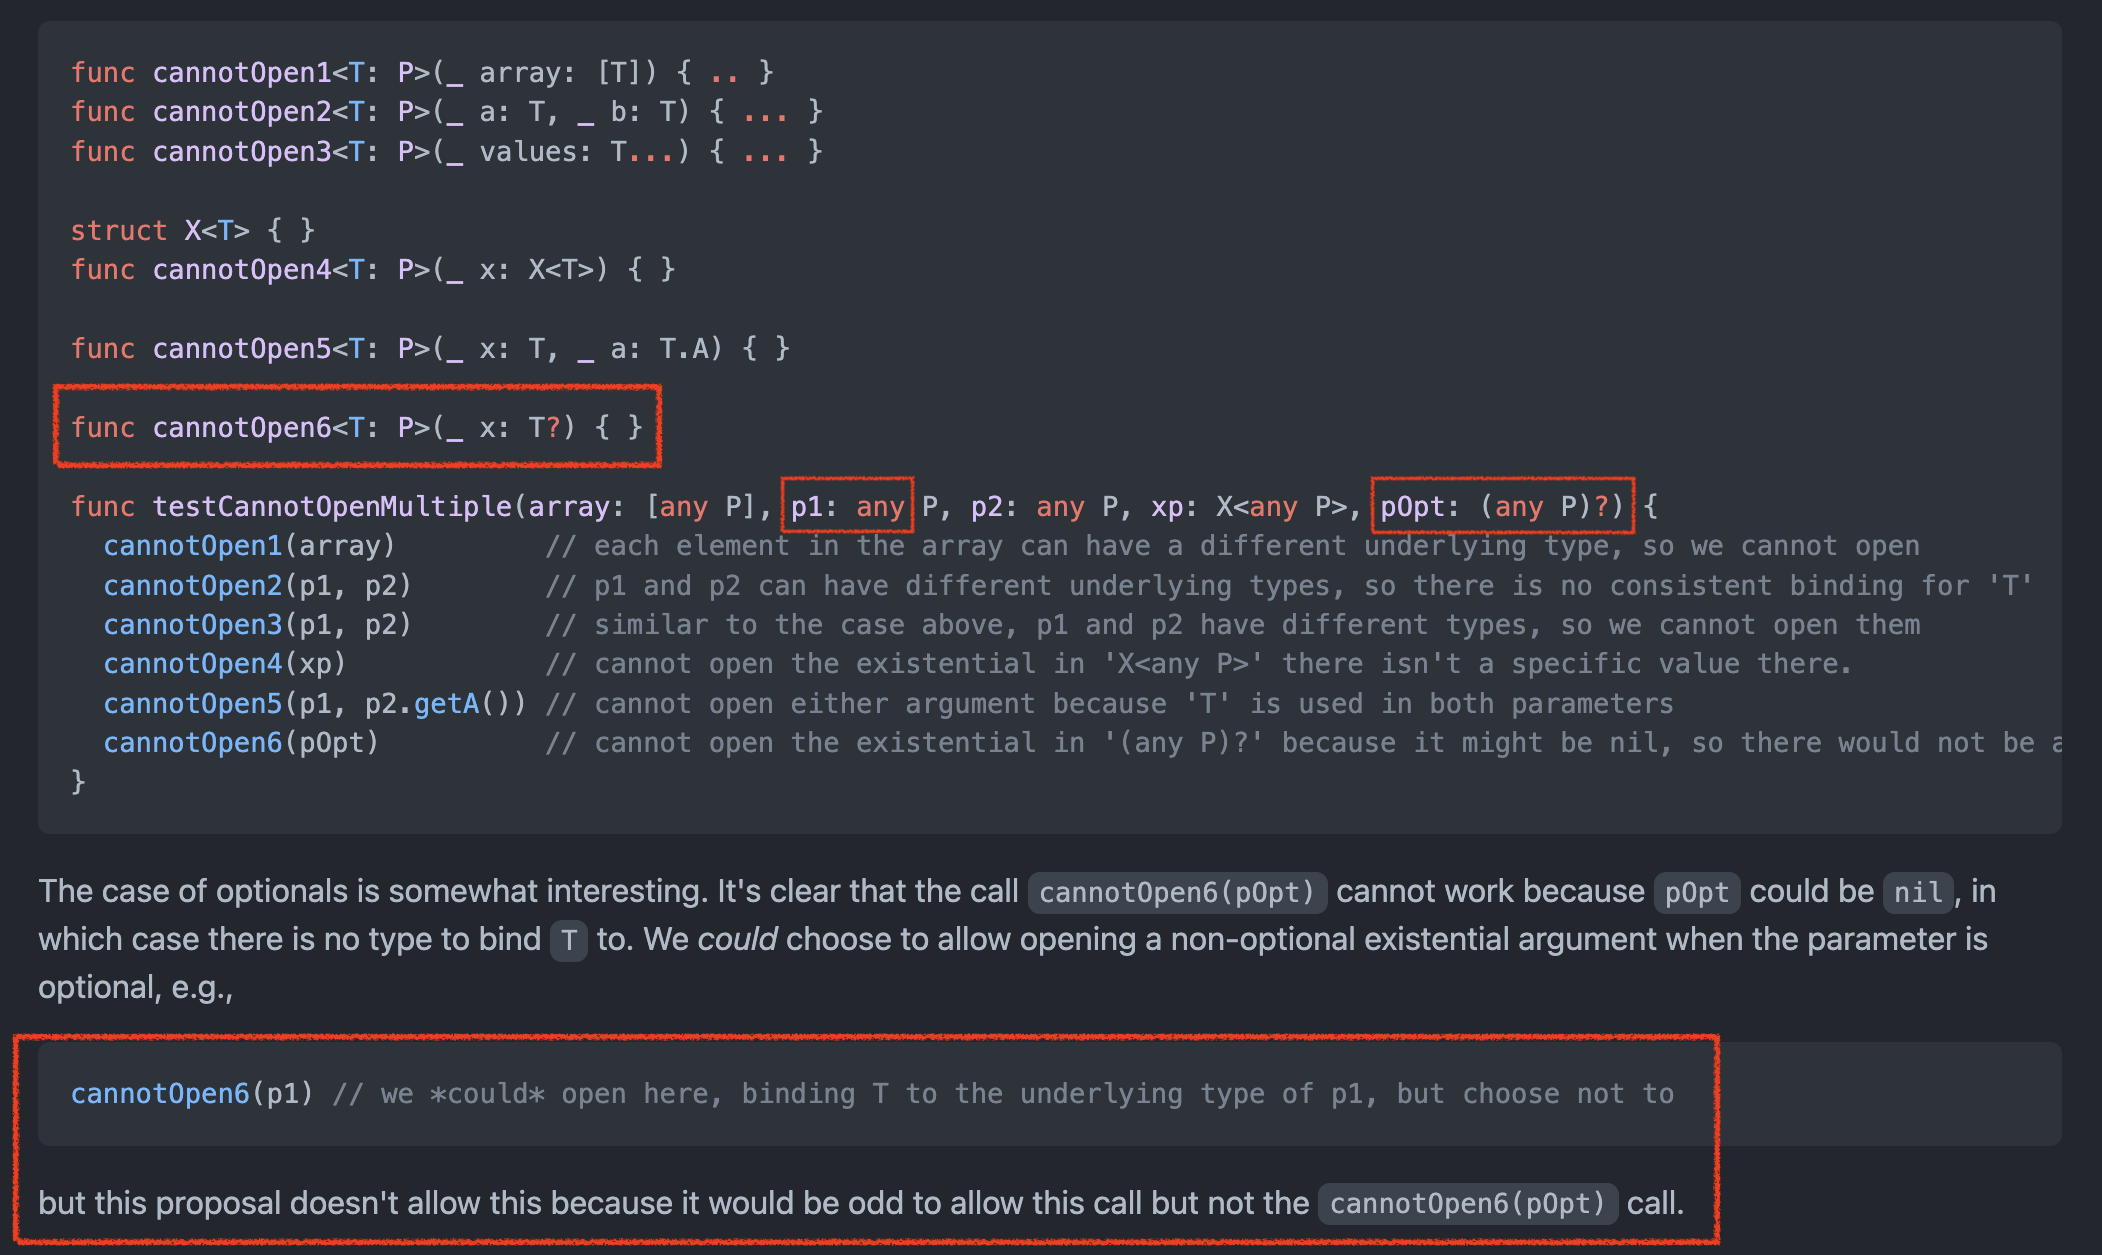 func cannotOpen1<T: P>(_ array: [T]) { .. }
func cannotOpen2<T: P>(_ a: T, _ b: T) { ... }
func cannotOpen3<T: P>(_ values: T...) { ... }
struct X<T> { }
func cannotOpen4<T: P>(_ x: X<T>) { }
func cannotOpen5<T: P>(_ x: T, _ a: T.A) { }
func cannotOpen6<T: P>(_ x: T?) { }
func testCannotOpenMultiple(array: [any P], p1: any P, p2: any P, xp: X<any P>, pOpt: (any P)?) {
  cannotOpen1(array)         // each element in the array can have a different underlying type, so we cannot open
  cannotOpen2(p1, p2)        // p1 and p2 can have different underlying types, so there is no consistent binding for 'T'
  cannotOpen3(p1, p2)        // similar to the case above, p1 and p2 have different types, so we cannot open them
  cannotOpen4(xp)            // cannot open the existential in 'X<any P>' there isn't a specific value there.
  cannotOpen5(p1, p2.getA()) // cannot open either argument because 'T' is used in both parameters
  cannotOpen6(pOpt)          // cannot open the existential in '(any P)?' because it might be nil, so there would not be a
}
The case of optionals is somewhat interesting. It's clear that the call cannotOpen6(pOpt) cannot work because pOpt could be nil, in
which case there is no type to bind T to. We could choose to allow opening a non-optional existential argument when the parameter is
optional, e.g.,
cannotOpen6(p1) // we *could* open here, binding T to the underlying type of p1, but choose not to
but this proposal doesn't allow this because it would be odd to allow this call but not the cannotOpen6(pOpt) call.